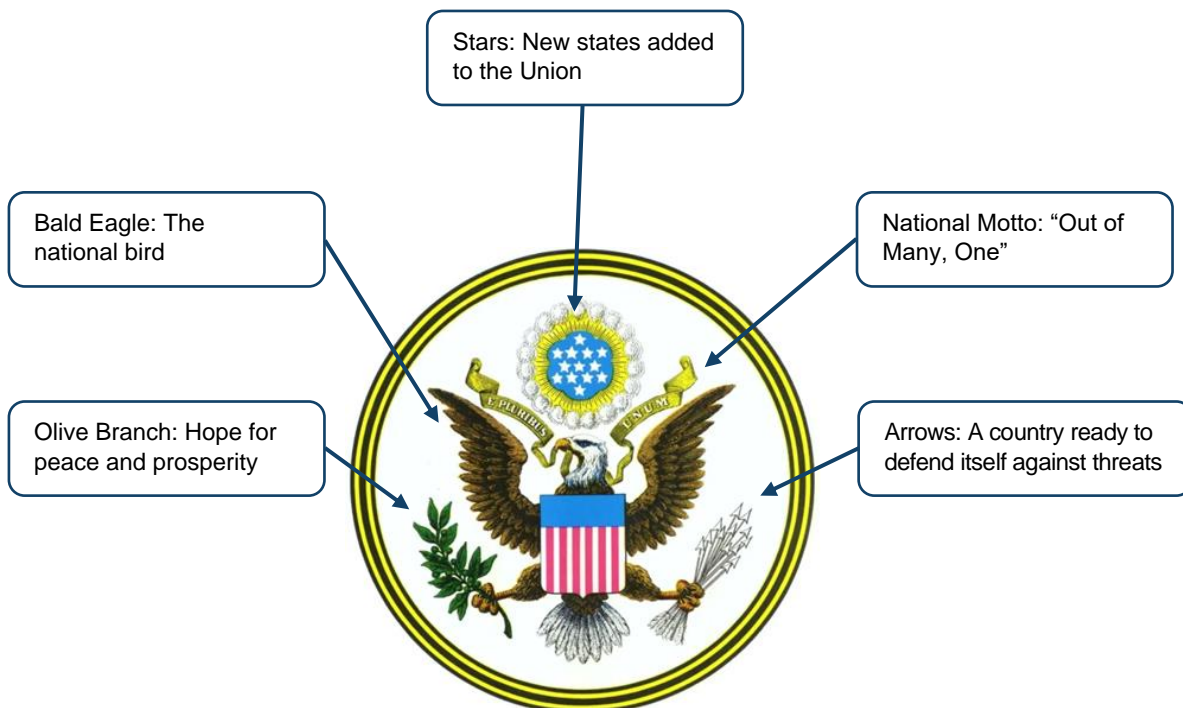 Stars: New states added
to the Union
Bald Eagle: The
national bird
National Motto: “Out of
Many, One”
E PLURIBUS
UNUM
Olive Branch: Hope for
peace and prosperity
Arrows: A country ready to
defend itself against threats